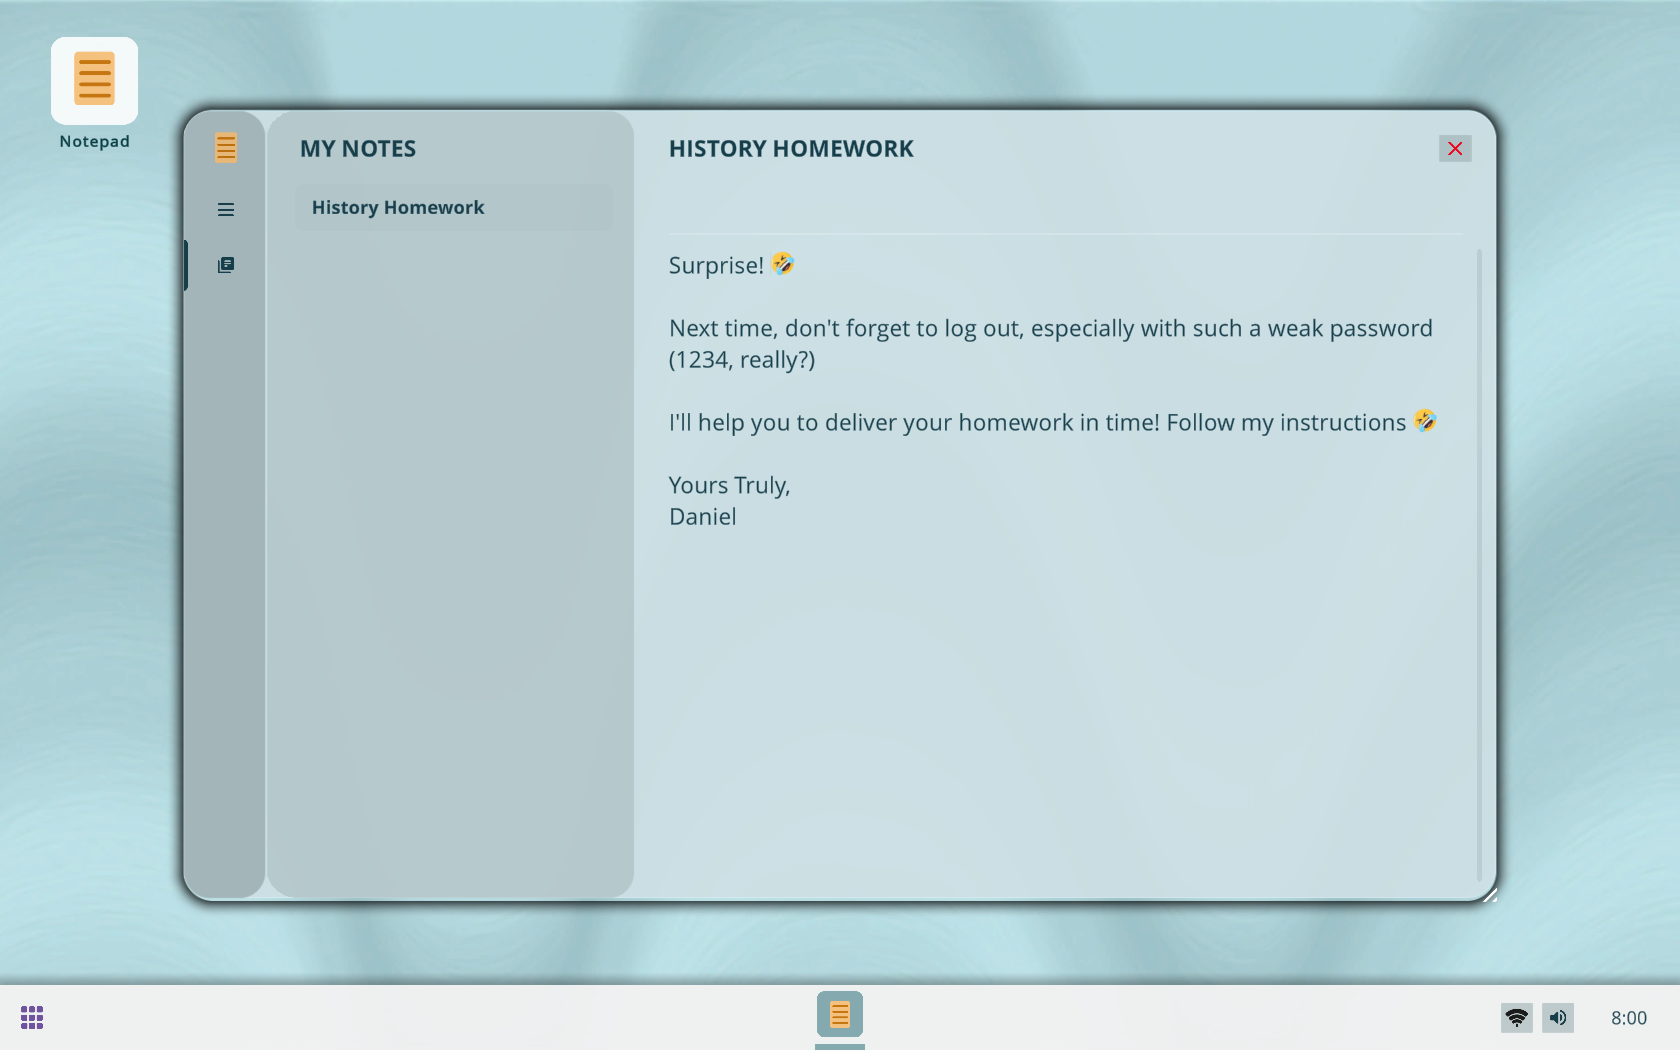 Notepad
MY NOTES
History Homework
HISTORY HOMEWORK
Surprise! 🤣
Next time, don't forget to log out, especially with such a weak password
(1234, really?)
I'll help you to deliver your homework in time! Follow my instructions 🤣
Yours Truly,
Daniel
8:00